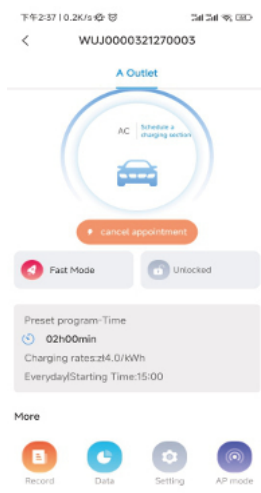 下午2:37 | 0.2K/s
WUJ0000321270003
A Outlet
AC
Schedule a
charging section
cancel appointment
Fast Mode
Unlocked
Preset program-Time
02h00min
Charging rates:zł4.0/kWh
Everyday|Starting Time:15:00
More
Record
Data
Setting
AP mode